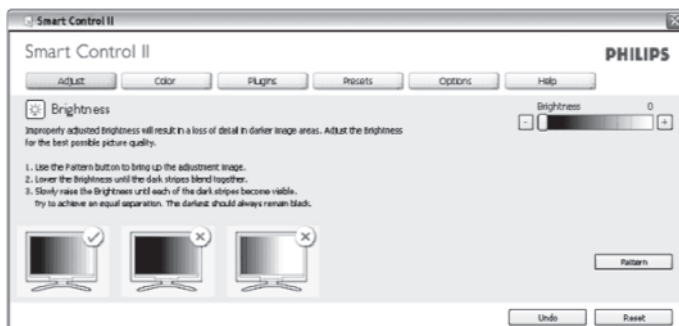 Smart Control II
Smart Control II
PHILIPS
Adjust Color Plugins Presets Options Help
Brightness
Improperly adjusted Brightness will result in a loss of detail in darker image areas. Adjust the Brightness
for the best possible picture quality.
Brightness 0
- +
1. Use the Pattern button to bring up the adjustment image.
2. Lower the Brightness until the dark stripes blend together.
3. Slowly raise the Brightness until each of the dark stripes become visible.
Try to achieve an equal separation. The darkest should always remain black.
Pattern
Undo Reset